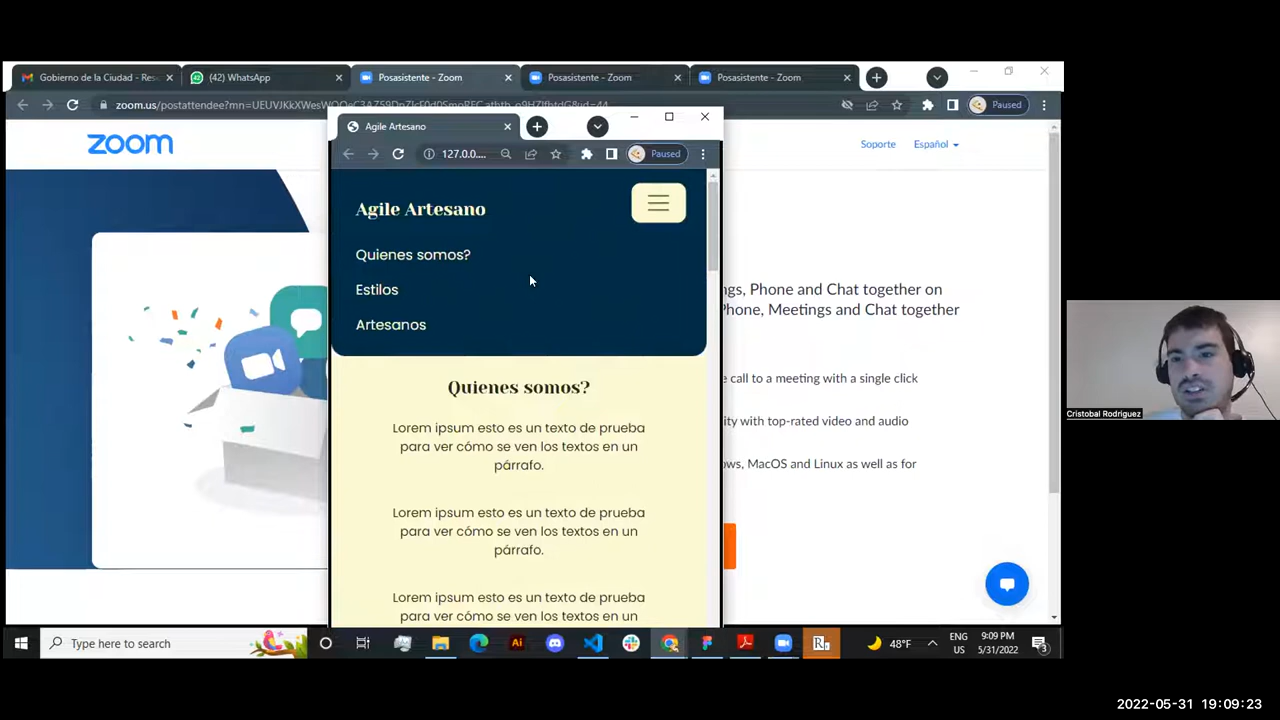 Gobierno de la Ciudad - Res
(42) WhatsApp
Posasistente - Zoom
Posasistente - Zoom
Posasistente - Zoom
Paused
zoom
Soporte
Español
Agile Artesano
127.0.0....
Paused
Agile Artesano
Quienes somos?
Estilos
Artesanos
Quienes somos?
Lorem ipsum esto es un texto de prueba
para ver cómo se ven los textos en un
párrafo.
Lorem ipsum esto es un texto de prueba
para ver cómo se ven los textos en un
párrafo.
Lorem ipsum esto es un texto de prueba
para ver cómo se ven los textos en un
ngs, Phone and Chat together on
Phone, Meetings and Chat together
call to a meeting with a single click
ity with top-rated video and audio
ows, MacOS and Linux as well as for
Cristobal Rodriguez
Type here to search
Ai
48°F
ENG
US
9:09 PM
5/31/2022
3
2022-05-31 19:09:23